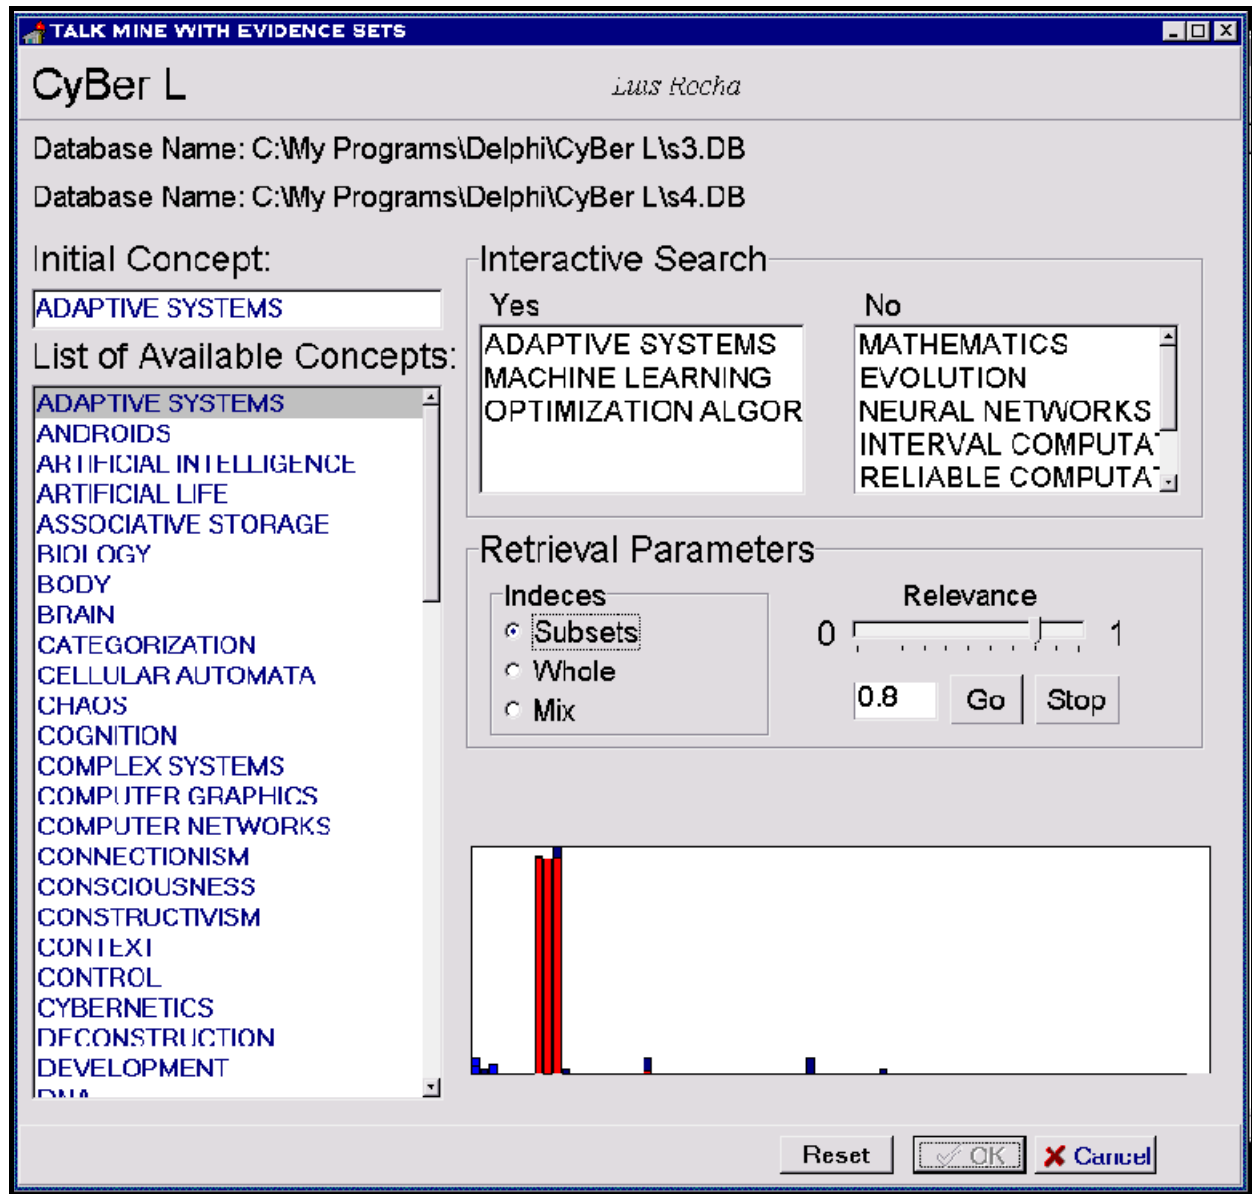 TALK MINE WITH EVIDENCE SETS
CyBer L
Luis Rocha
Database Name: C:\My Programs\Delphi\CyBer L\s3.DB
Database Name: C:\My Programs\Delphi\CyBer L\s4.DB
Initial Concept:
ADAPTIVE SYSTEMS
List of Available Concepts:
ADAPTIVE SYSTEMS
ANDROIDS
ARTIFICIAL INTELLIGENCE
ARTIFICIAL LIFE
ASSOCIATIVE STORAGE
BIOLOGY
BODY
BRAIN
CATEGORIZATION
CELLULAR AUTOMATA
CHAOS
COGNITION
COMPLEX SYSTEMS
COMPUTER GRAPHICS
COMPUTER NETWORKS
CONNECTIONISM
CONSCIOUSNESS
CONSTRUCTIVISM
CONTEXT
CONTROL
CYBERNETICS
DECONSTRUCTION
DEVELOPMENT
DNA
Interactive Search
Yes
ADAPTIVE SYSTEMS
MACHINE LEARNING
OPTIMIZATION ALGOR
No
MATHEMATICS
EVOLUTION
NEURAL NETWORKS
INTERVAL COMPUTAT
RELIABLE COMPUTAT
Retrieval Parameters
Indeces
Subsets
Whole
Mix
Relevance
0 1
0.8 Go Stop
Reset OK Cancel